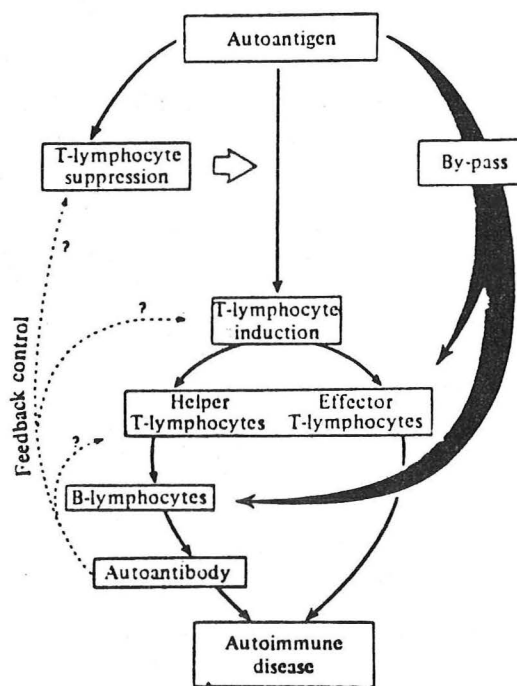 Autoantigen
T-lymphocyte
suppression
By-pass
?
?
T-lymphocyte
induction
Feedback control
Helper
T-lymphocytes
Effector
T-lymphocytes
?
B-lymphocytes
Autoantibody
Autoimmune
disease